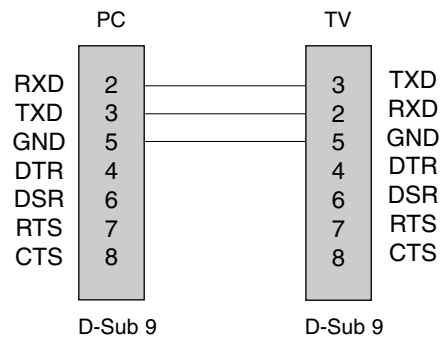 PC TV
RXD 2 3 TXD
TXD 3 2 RXD
GND 5 5 GND
DTR 4 4 DTR
DSR 6 6 DSR
RTS 7 7 RTS
CTS 8 8 CTS
D-Sub 9 D-Sub 9